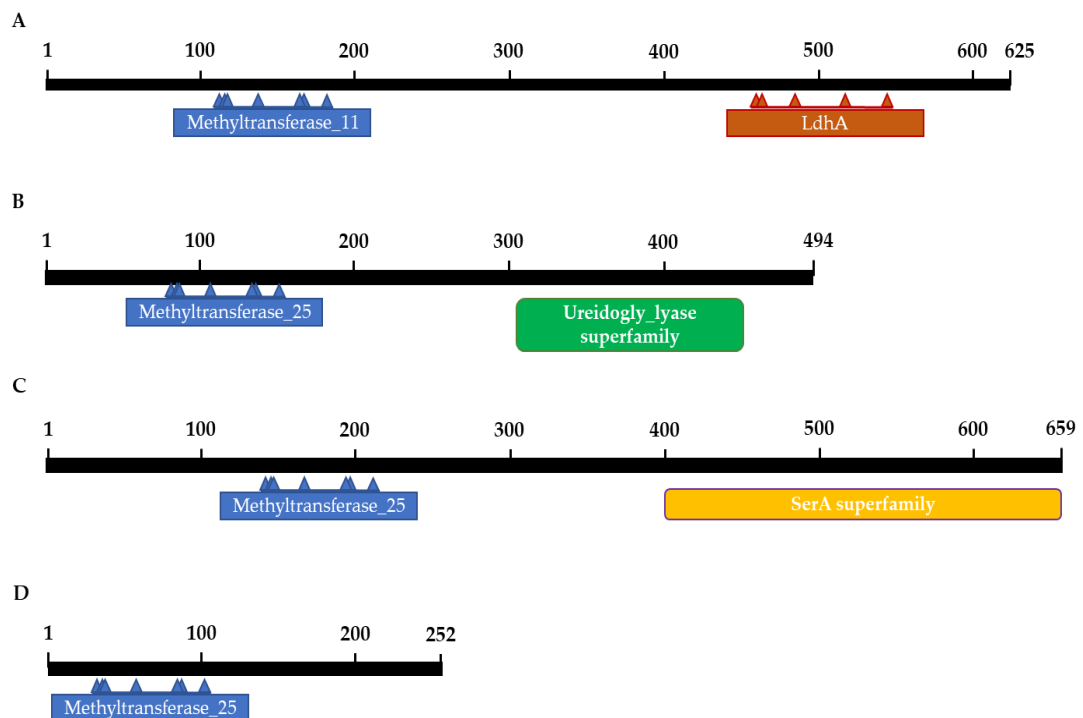 A
1 100 200 300 400 500 600 625
Methyltransferase_11 LdhA
B
1 100 200 300 400 494
Methyltransferase_25 Ureidogly_lyase
superfamily
C
1 100 200 300 400 500 600 659
Methyltransferase_25 SerA superfamily
D
1 100 200 252
Methyltransferase_25